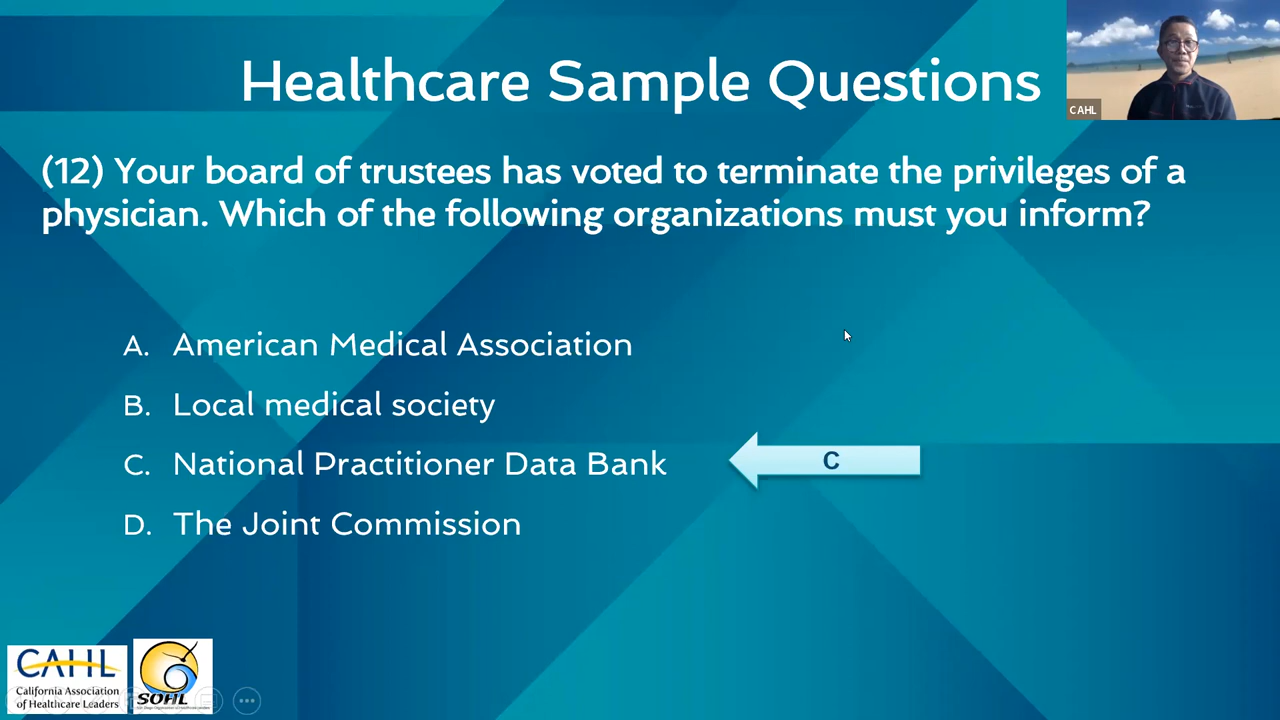 Healthcare Sample Questions
CAHL
(12) Your board of trustees has voted to terminate the privileges of a
physician. Which of the following organizations must you inform?
A. American Medical Association
B. Local medical society
C. National Practitioner Data Bank
C
D. The Joint Commission
CAHL
California Association
of Healthcare Leaders
SOHL